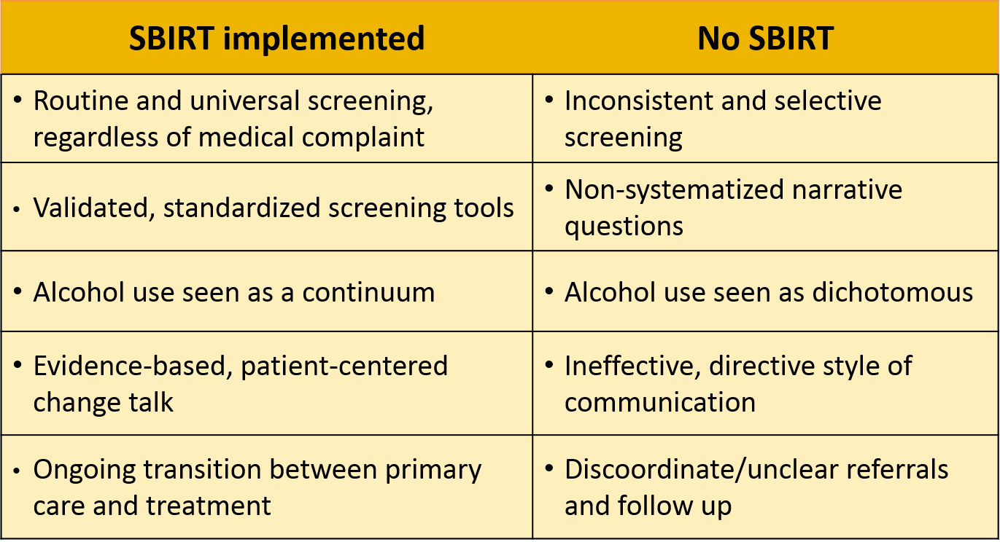 SBIRT implemented
No SBIRT
• Routine and universal screening,
regardless of medical complaint
• Inconsistent and selective
screening
• Validated, standardized screening tools
• Non-systematized narrative
questions
• Alcohol use seen as a continuum
• Alcohol use seen as dichotomous
• Evidence-based, patient-centered
change talk
• Ineffective, directive style of
communication
• Ongoing transition between primary
care and treatment
• Discoordinate/unclear referrals
and follow up